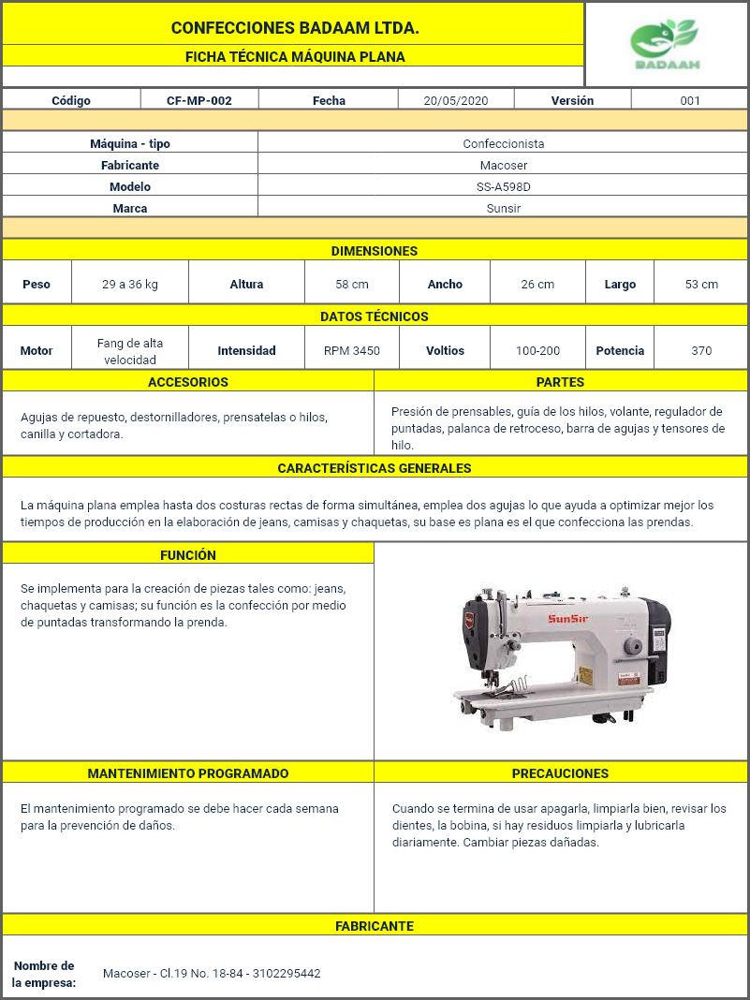 CONFECCIONES BADAAM LTDA.
FICHA TÉCNICA MÁQUINA PLANA
BADAAM
Código CF-MP-002 Fecha 20/05/2020 Versión 001
Máquina - tipo Confeccionista
Fabricante Macoser
Modelo SS-A598D
Marca Sunsir
DIMENSIONES
Peso 29 a 36 kg Altura 58 cm Ancho 26 cm Largo 53 cm
DATOS TÉCNICOS
Motor Fang de alta velocidad Intensidad RPM 3450 Voltios 100-200 Potencia 370
ACCESORIOS
Agujas de repuesto, destornilladores, prensatelas o hilos,
canilla y cortadora.
PARTES
Presión de prensables, guía de los hilos, volante, regulador de
puntadas, palanca de retroceso, barra de agujas y tensores de
hilo.
CARACTERÍSTICAS GENERALES
La máquina plana emplea hasta dos costuras rectas de forma simultánea, emplea dos agujas lo que ayuda a optimizar mejor los
tiempos de producción en la elaboración de jeans, camisas y chaquetas, su base es plana es el que confecciona las prendas.
FUNCIÓN
Se implementa para la creación de piezas tales como: jeans,
chaquetas y camisas; su función es la confección por medio
de puntadas transformando la prenda.
SunSir
MANTENIMIENTO PROGRAMADO
El mantenimiento programado se debe hacer cada semana
para la prevención de daños.
PRECAUCIONES
Cuando se termina de usar apagarla, limpiarla bien, revisar los
dientes, la bobina, si hay residuos limpiarla y lubricarla
diariamente. Cambiar piezas dañadas.
FABRICANTE
Nombre de
la empresa:
Macoser - Cl.19 No. 18-84 - 3102295442